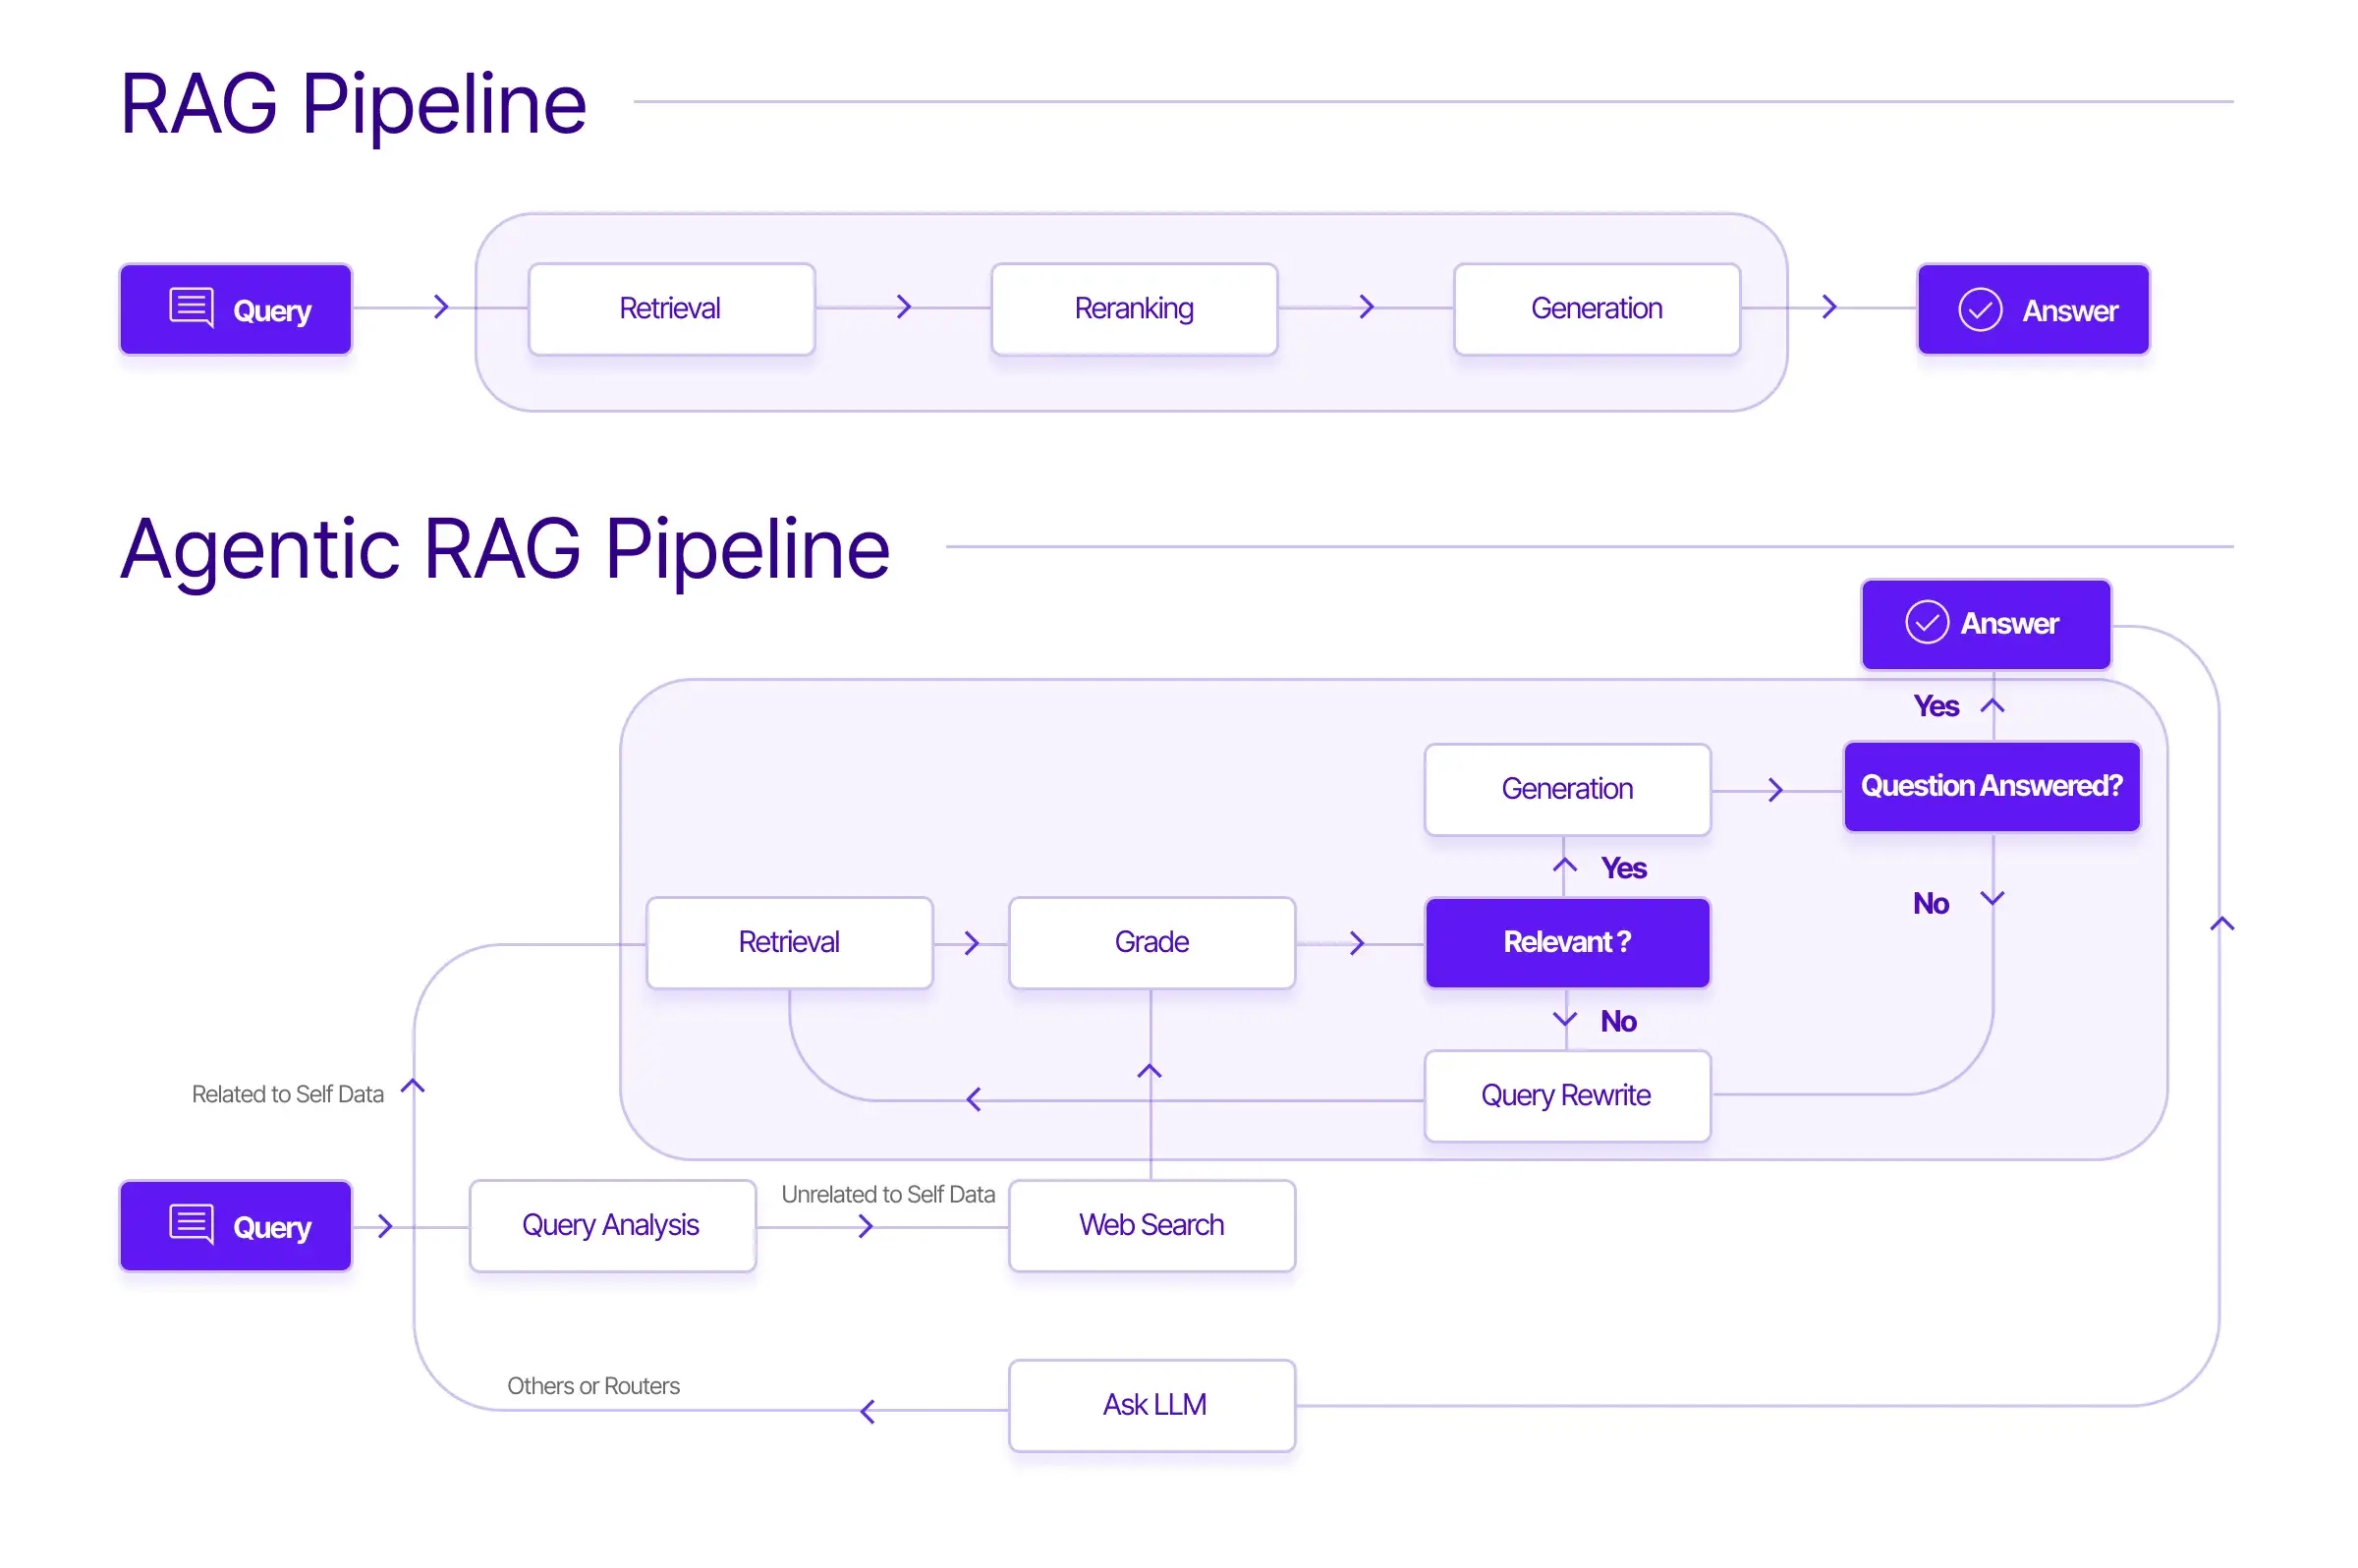 RAG Pipeline
Query
Retrieval
Reranking
Generation
Answer
Agentic RAG Pipeline
Answer
Yes
Generation
Question Answered?
Yes
No
Retrieval
Grade
Relevant ?
No
Related to Self Data
Query Rewrite
Query
Query Analysis
Unrelated to Self Data
Web Search
Others or Routers
Ask LLM